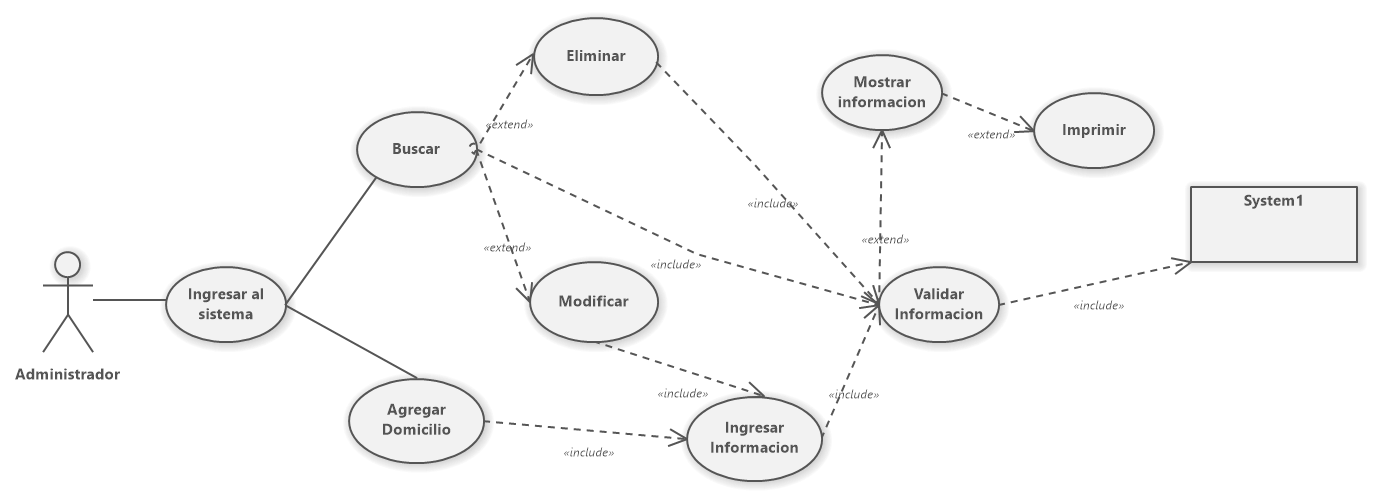 Eliminar
Mostrar
informacion
«extend»
Imprimir
«extend»
Buscar
«include»
System1
«extend»
«extend»
«include»
Ingresar al
sistema
Modificar
Validar
Informacion
«include»
Administrador
«include»
«include»
Agregar
Domicilio
Ingresar
Informacion
«include»